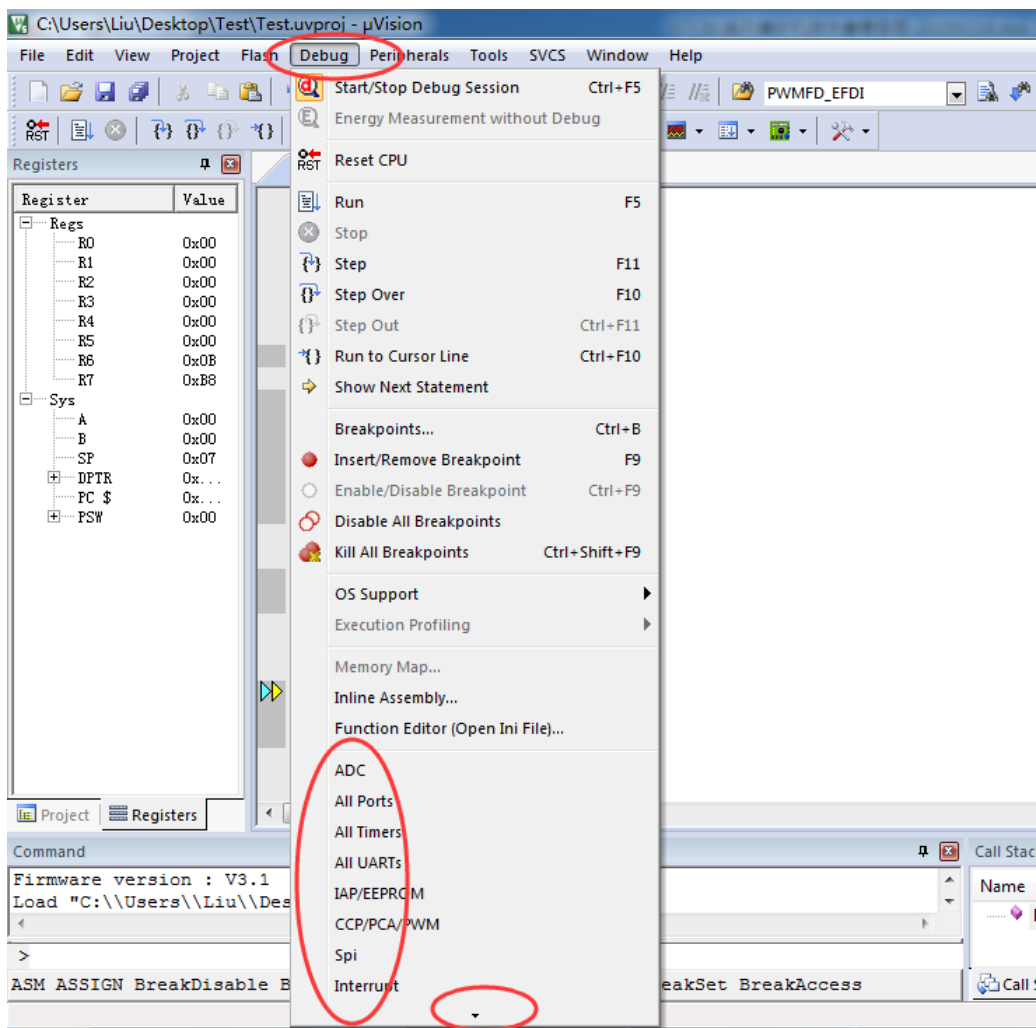 C:\Users\Liu\Desktop\Test\Test.uvproj - µVision
File Edit View Project Flash Debug Peripherals Tools SVCS Window Help
PWMFD_EFDI
RST
Registers
Register Value
Regs
R0 0x00
R1 0x00
R2 0x00
R3 0x00
R4 0x00
R5 0x00
R6 0x0B
R7 0xB8
Sys
A 0x00
B 0x00
SP 0x07
DPTR 0x...
PC $ 0x...
PSW 0x00
Project Registers
Start/Stop Debug Session Ctrl+F5
Energy Measurement without Debug
RST Reset CPU
Run F5
Stop
Step F11
Step Over F10
Step Out Ctrl+F11
Run to Cursor Line Ctrl+F10
Show Next Statement
Breakpoints... Ctrl+B
Insert/Remove Breakpoint F9
Enable/Disable Breakpoint Ctrl+F9
Disable All Breakpoints
Kill All Breakpoints Ctrl+Shift+F9
OS Support
Execution Profiling
Memory Map...
Inline Assembly...
Function Editor (Open Ini File)...
ADC
All Ports
All Timers
All UARTs
IAP/EEPROM
CCP/PCA/PWM
Spi
Interrupt
Command
Firmware version : V3.1
Load "C:\\Users\\Liu\\Des
>
ASM ASSIGN BreakDisable B
eakSet BreakAccess
Call Stac
Name
Call